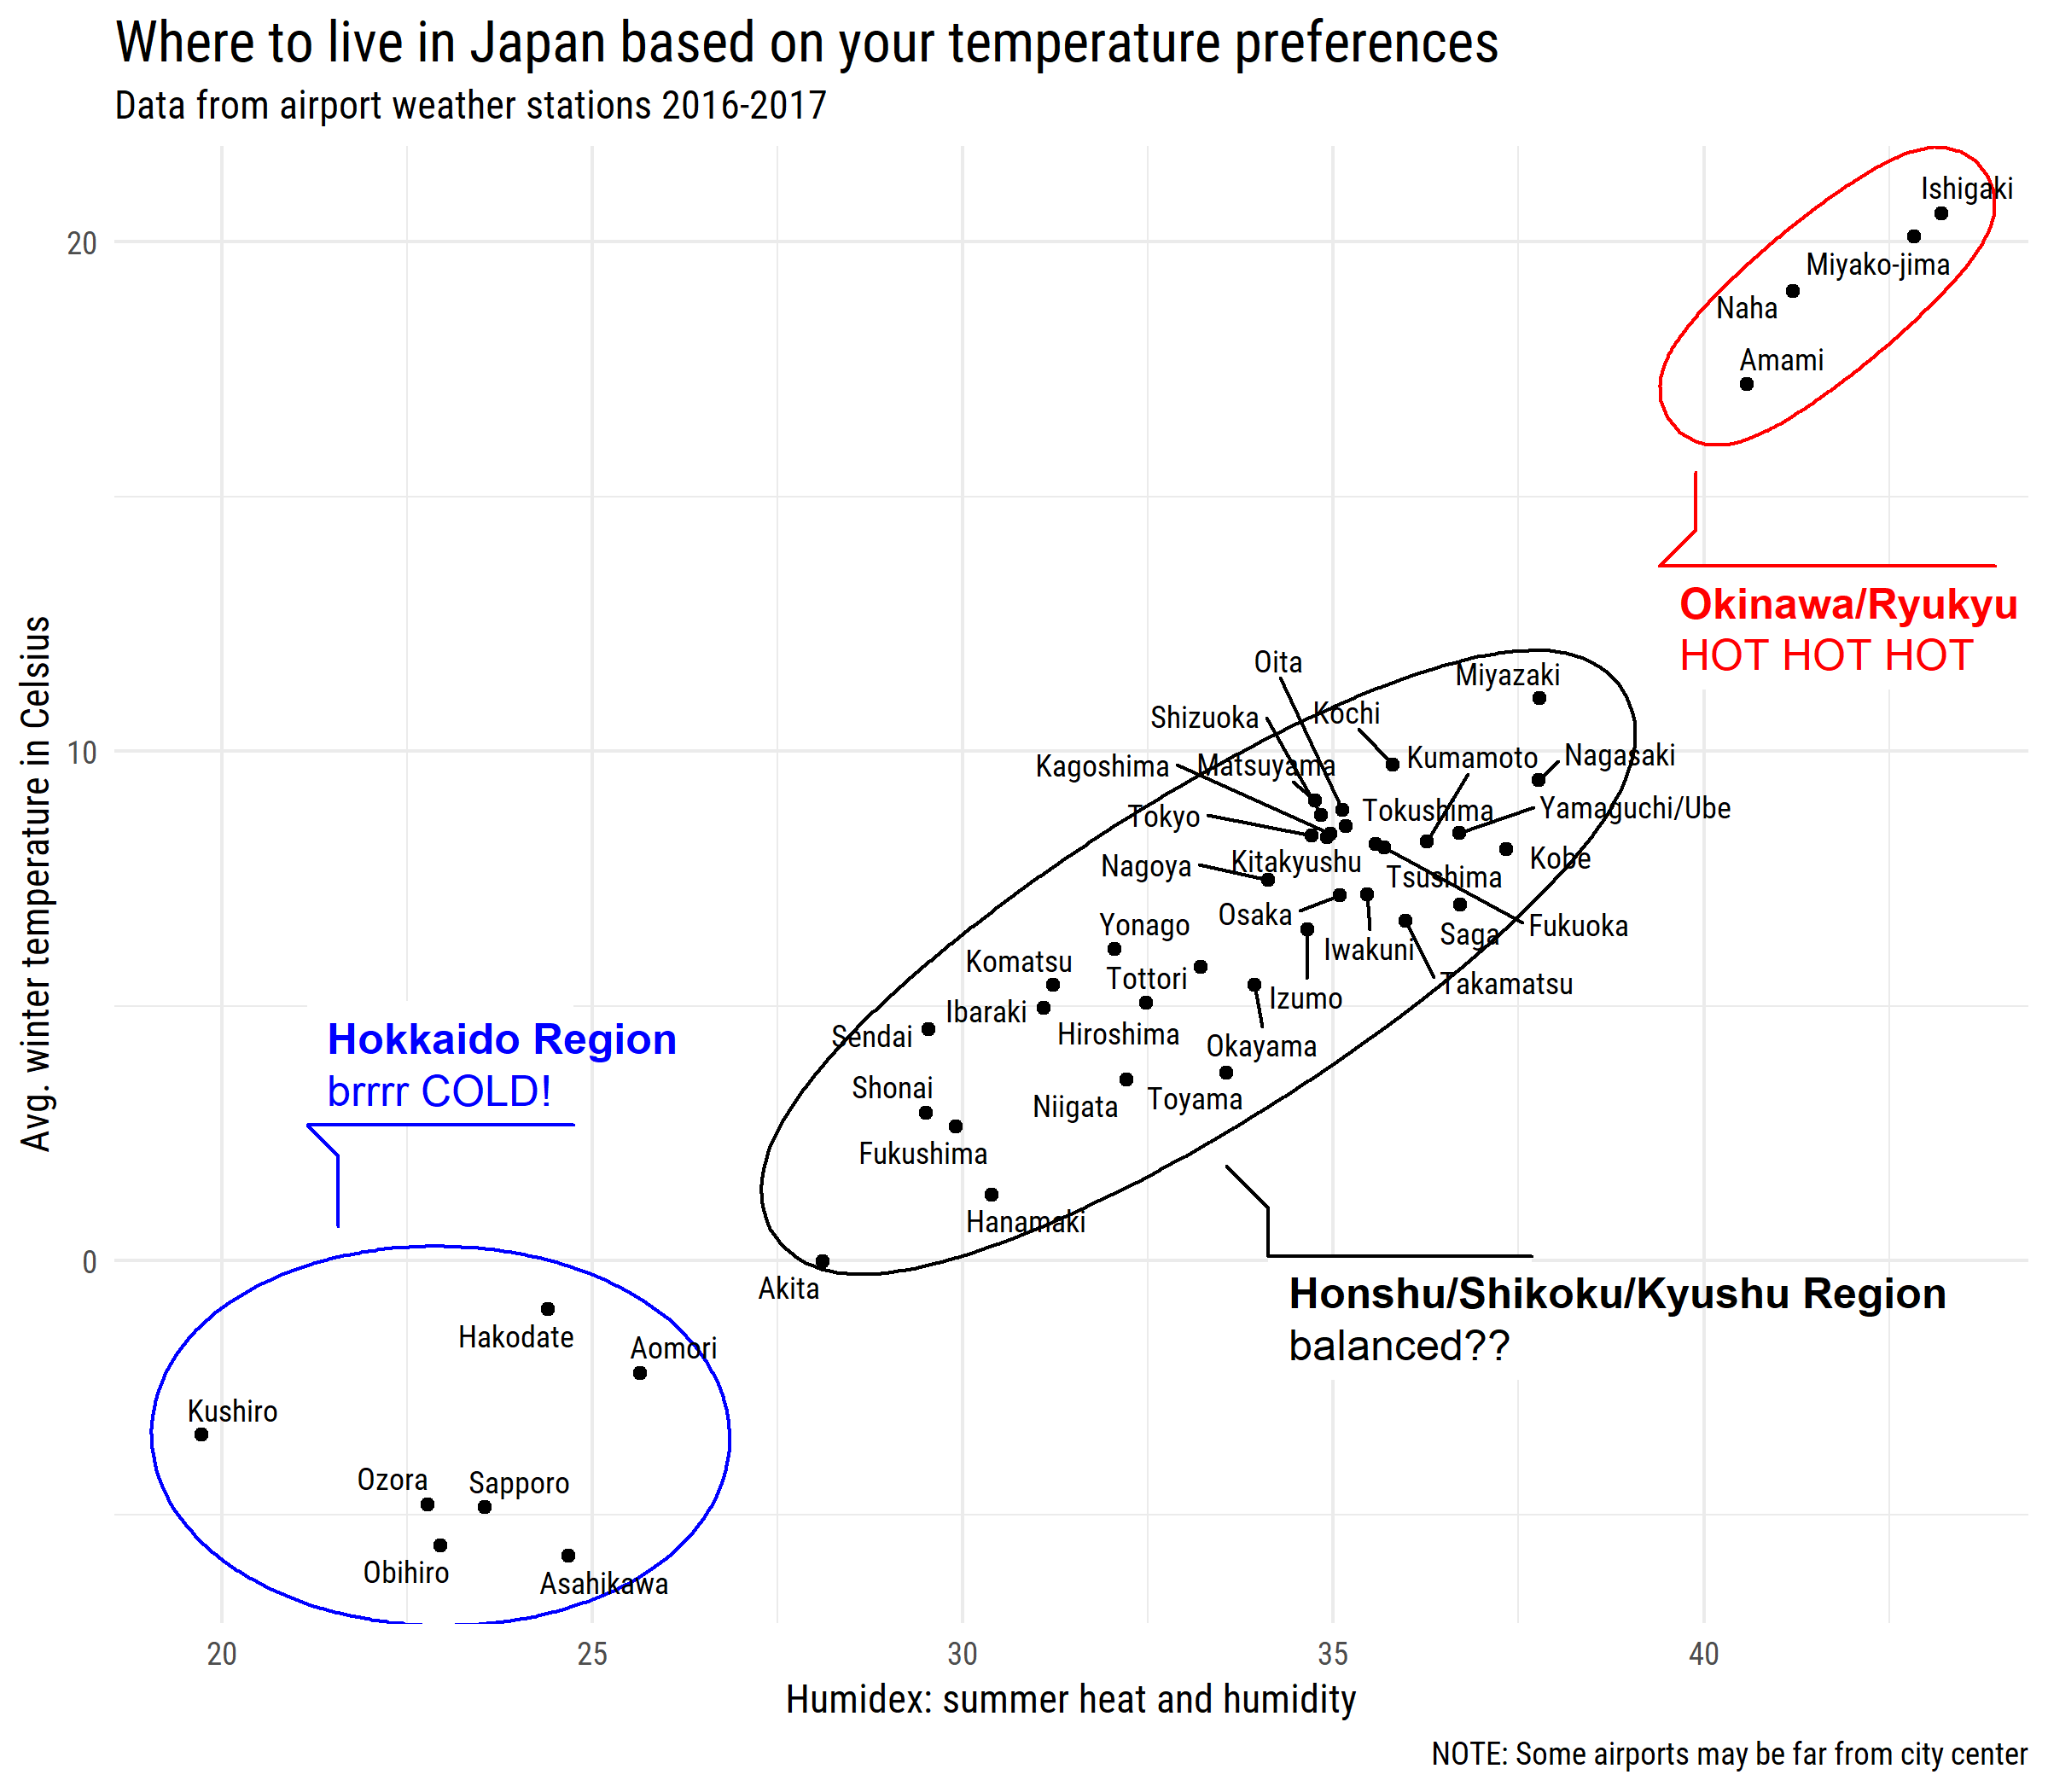 Where to live in Japan based on your temperature preferences
Data from airport weather stations 2016-2017
Avg. winter temperature in Celsius
20
10
0
Ishigaki
Miyako-jima
Naha
Amami
Okinawa/Ryukyu
HOT HOT HOT
Oita
Miyazaki
Shizuoka
Kochi
Kagoshima
Matsuyama
Kumamoto
Nagasaki
Tokyo
Tokushima
Yamaguchi/Ube
Nagoya
Kitakyushu
Kobe
Tsushima
Osaka
Yonago
Iwakuni
Saga
Fukuoka
Komatsu
Tottori
Izumo
Takamatsu
Ibaraki
Sendai
Hiroshima
Okayama
Hokkaido Region
brrrr COLD!
Shonai
Niigata
Toyama
Fukushima
Hanamaki
Akita
Honshu/Shikoku/Kyushu Region
balanced??
Hakodate
Aomori
Kushiro
Ozora
Sapporo
Obihiro
Asahikawa
20
25
30
35
40
Humidex: summer heat and humidity
NOTE: Some airports may be far from city center